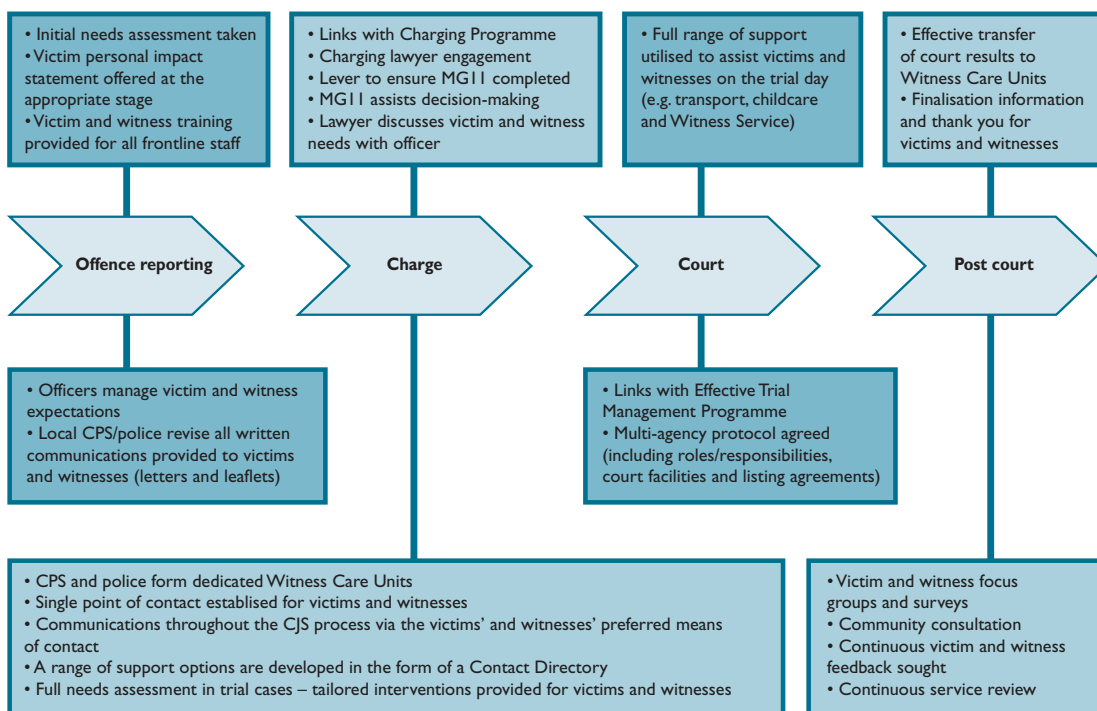 • Initial needs assessment taken
• Victim personal impact
statement offered at the
appropriate stage
• Victim and witness training
provided for all frontline staff
• Links with Charging Programme
• Charging lawyer engagement
• Lever to ensure MG11 completed
• MG11 assists decision-making
• Lawyer discusses victim and witness
needs with officer
• Full range of support
utilised to assist victims and
witnesses on the trial day
(e.g. transport, childcare
and Witness Service)
• Effective transfer
of court results to
Witness Care Units
• Finalisation information
and thank you for
victims and witnesses
Offence reporting
Charge
Court
Post court
• Officers manage victim and witness
expectations
• Local CPS/police revise all written
communications provided to victims
and witnesses (letters and leaflets)
• Links with Effective Trial
Management Programme
• Multi-agency protocol agreed
(including roles/responsibilities,
court facilities and listing agreements)
• CPS and police form dedicated Witness Care Units
• Single point of contact establised for victims and witnesses
• Communications throughout the CJS process via the victims' and witnesses' preferred means
of contact
• A range of support options are developed in the form of a Contact Directory
• Full needs assessment in trial cases – tailored interventions provided for victims and witnesses
• Victim and witness focus
groups and surveys
• Community consultation
• Continuous victim and witness
feedback sought
• Continuous service review